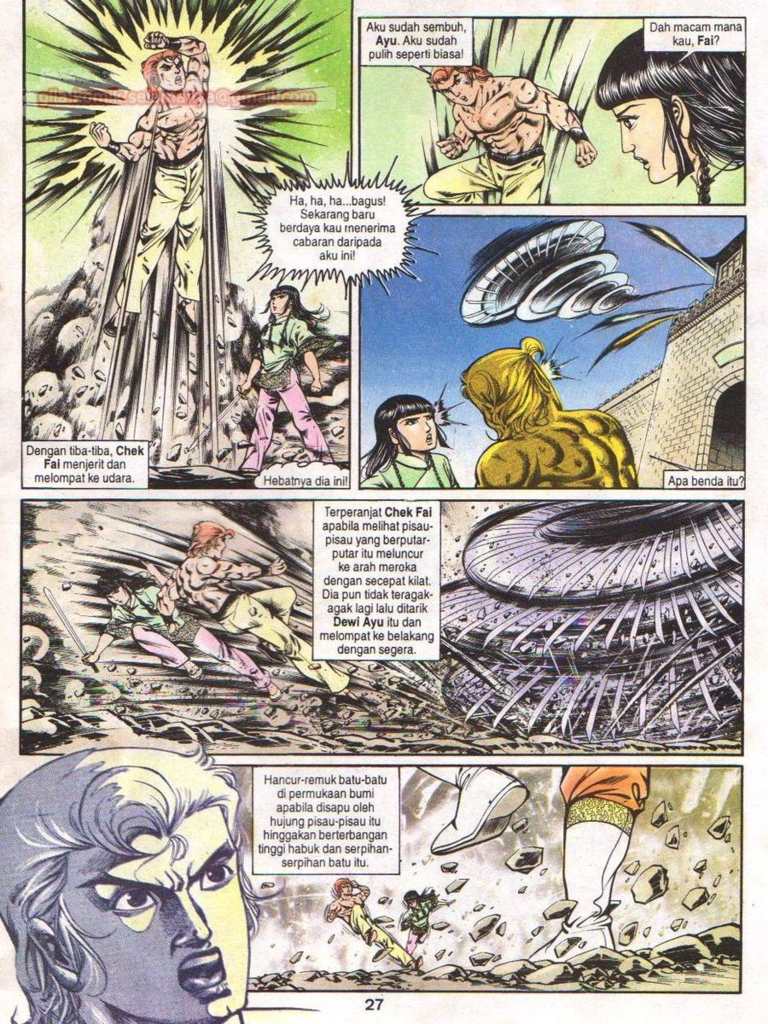 Ha, ha, ha...bagus!
Sekarang baru
berdaya kau menerima
cabaran daripada
aku ini!
Dengan tiba-tiba, Chek
Fai menjerit dan
melompat ke udara.
Hebatnya dia ini!
Aku sudah sembuh,
Ayu. Aku sudah
pulih seperti biasa!
Dah macam mana
kau, Fai?
Apa benda itu?
Terperanjat Chek Fai
apabila melihat pisau-
pisau yang berputar-
putar itu meluncur
ke arah meroka
dengan secepat kilat.
Dia pun tidak teragak-
agak lagi lalu ditarik
Dewi Ayu itu dan
melompat ke belakang
dengan segera.
Hancur-remuk batu-batu
di permukaan bumi
apabila disapu oleh
hujung pisau-pisau itu
hinggakan berterbangan
tinggi habuk dan serpihan-
serpihan batu itu.
27